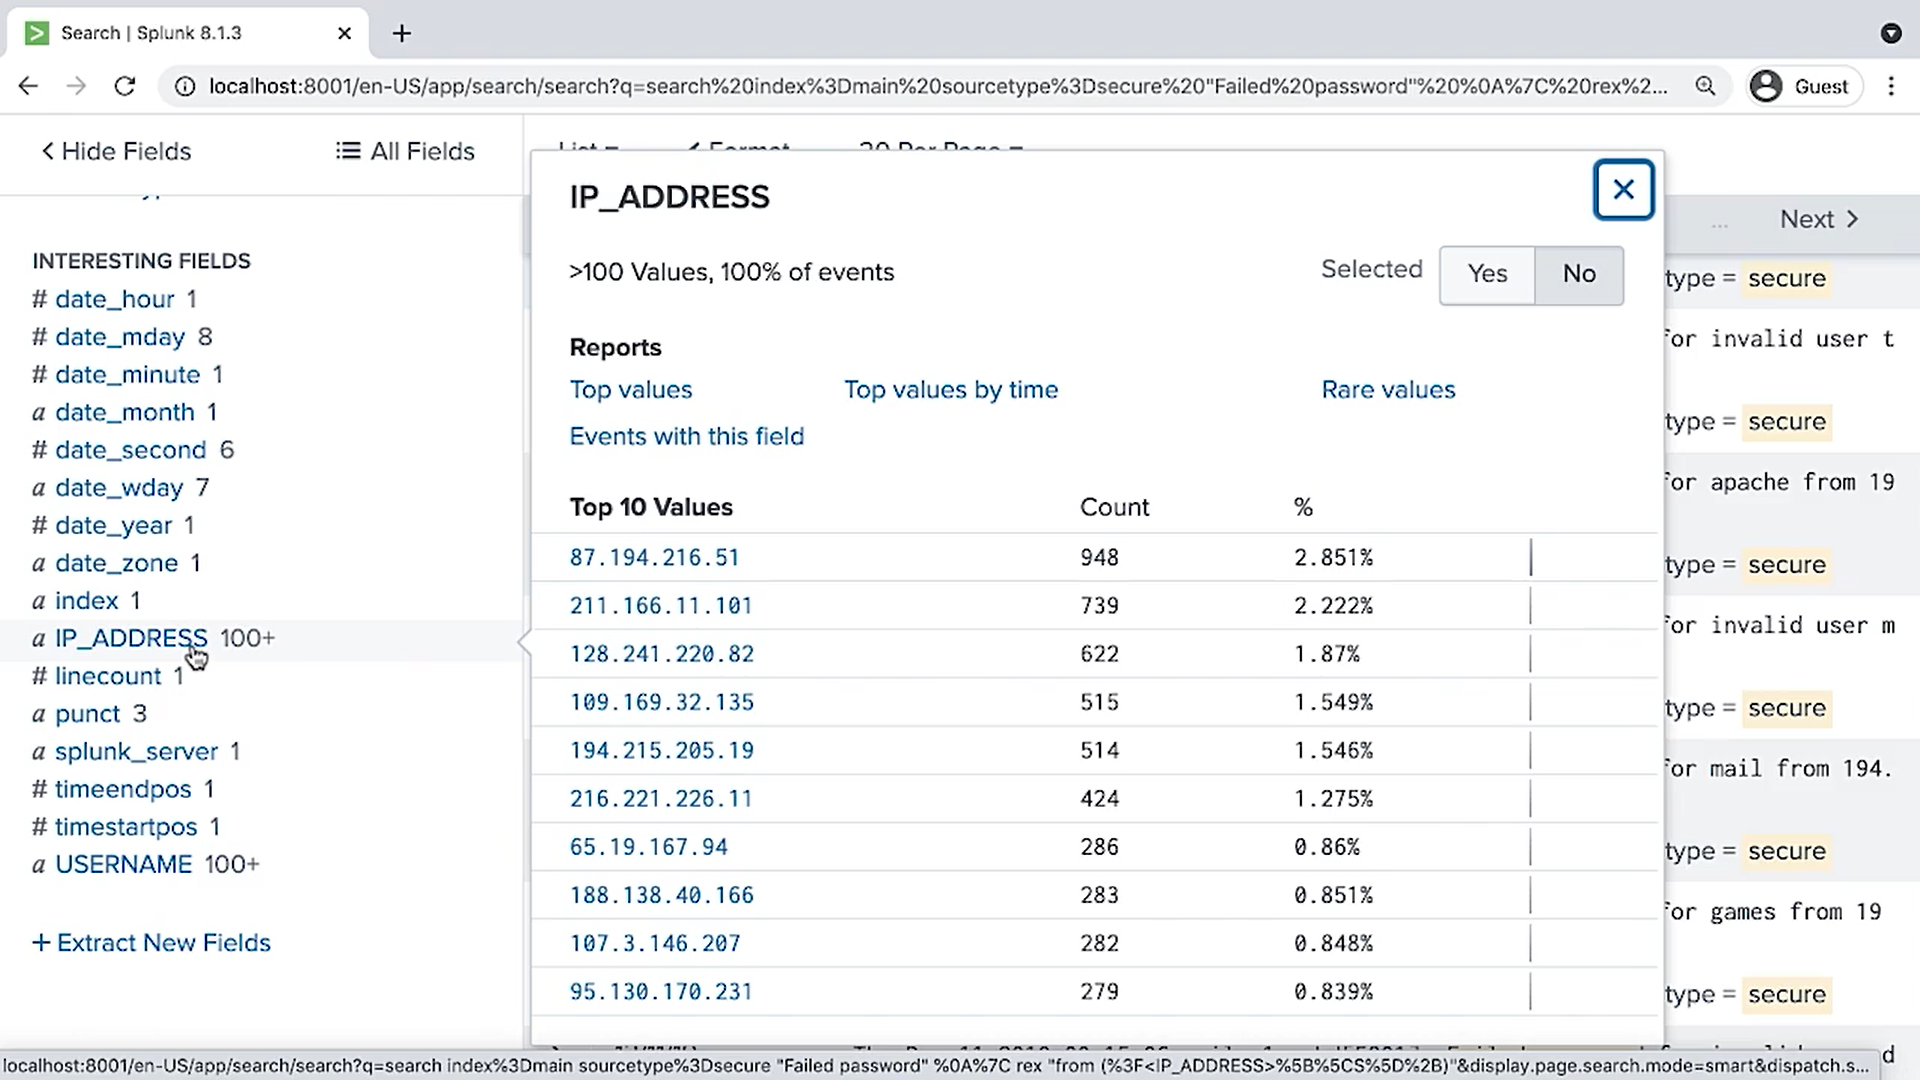 Search | Splunk 8.1.3
localhost:8001/en-US/app/search/search?q=search%20index%3Dmain%20sourcetype%3Dsecure%20"Failed%20password"%20%0A%7C%20rex%2...
Guest
Hide Fields
All Fields
List
Format
20 Per Page
INTERESTING FIELDS
# date_hour 1
# date_mday 8
# date_minute 1
a date_month 1
# date_second 6
a date_wday 7
# date_year 1
a date_zone 1
a index 1
a IP_ADDRESS 100+
# linecount 1
a punct 3
a splunk_server 1
# timeendpos 1
# timestartpos 1
a USERNAME 100+
+ Extract New Fields
IP_ADDRESS
>100 Values, 100% of events
Selected Yes No
Reports
Top values Top values by time Rare values
Events with this field
Top 10 Values Count %
87.194.216.51 948 2.851%
211.166.11.101 739 2.222%
128.241.220.82 622 1.87%
109.169.32.135 515 1.549%
194.215.205.19 514 1.546%
216.221.226.11 424 1.275%
65.19.167.94 286 0.86%
188.138.40.166 283 0.851%
107.3.146.207 282 0.848%
95.130.170.231 279 0.839%
... Next >
type = secure
for invalid user t
type = secure
for apache from 19
type = secure
for invalid user m
type = secure
for mail from 194.
type = secure
for games from 19
type = secure
localhost:8001/en-US/app/search/search?q=search index%3Dmain sourcetype%3Dsecure "Failed password" %0A%7C rex "from (%3F<IP_ADDRESS>%5B%5CS%5D%2B)"&display.page.search.mode=smart&dispatch.s...